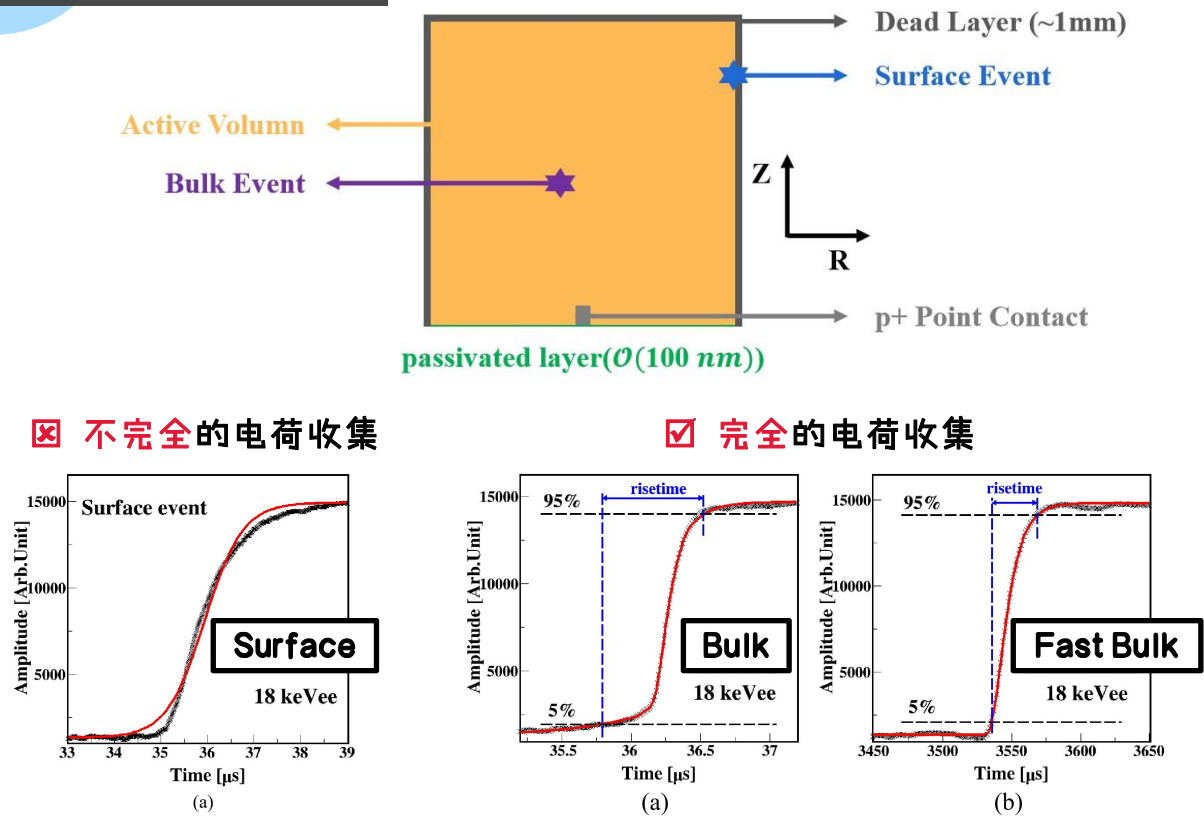 Dead Layer (~1mm)
Surface Event
Active Volumn
Bulk Event
Z
R
p+ Point Contact
passivated layer(𝒪(100 nm))
不完全的电荷收集
完全的电荷收集
Surface event
Surface
18 keVee
Amplitude [Arb.Unit]
15000
10000
5000
33 34 35 36 37 38 39
Time [μs]
(a)
95%
risetime
Bulk
18 keVee
5%
Amplitude [Arb.Unit]
15000
10000
5000
35.5 36 36.5 37
Time [μs]
(a)
95%
risetime
Fast Bulk
18 keVee
5%
Amplitude [Arb.Unit]
15000
10000
5000
3450 3500 3550 3600 3650
Time [μs]
(b)